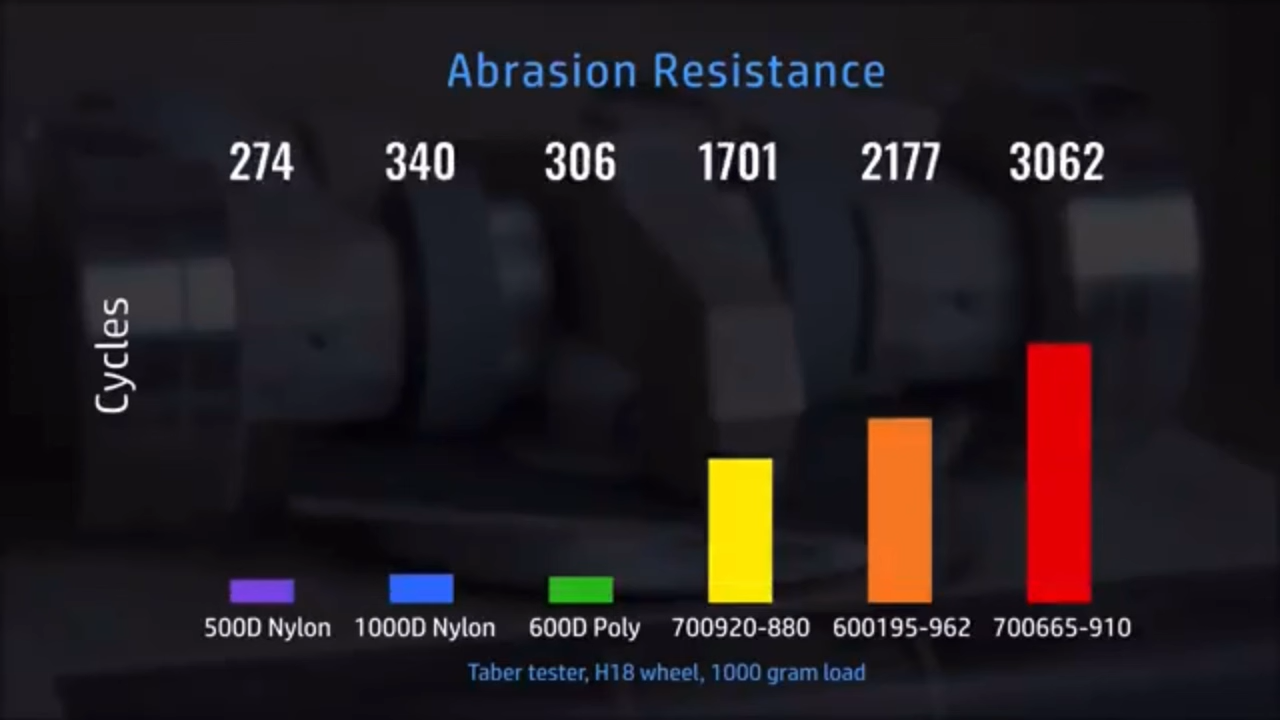 Abrasion Resistance
274 340 306 1701 2177 3062
Cycles
500D Nylon 1000D Nylon 600D Poly 700920-880 600195-962 700665-910
Taber tester, H18 wheel, 1000 gram load